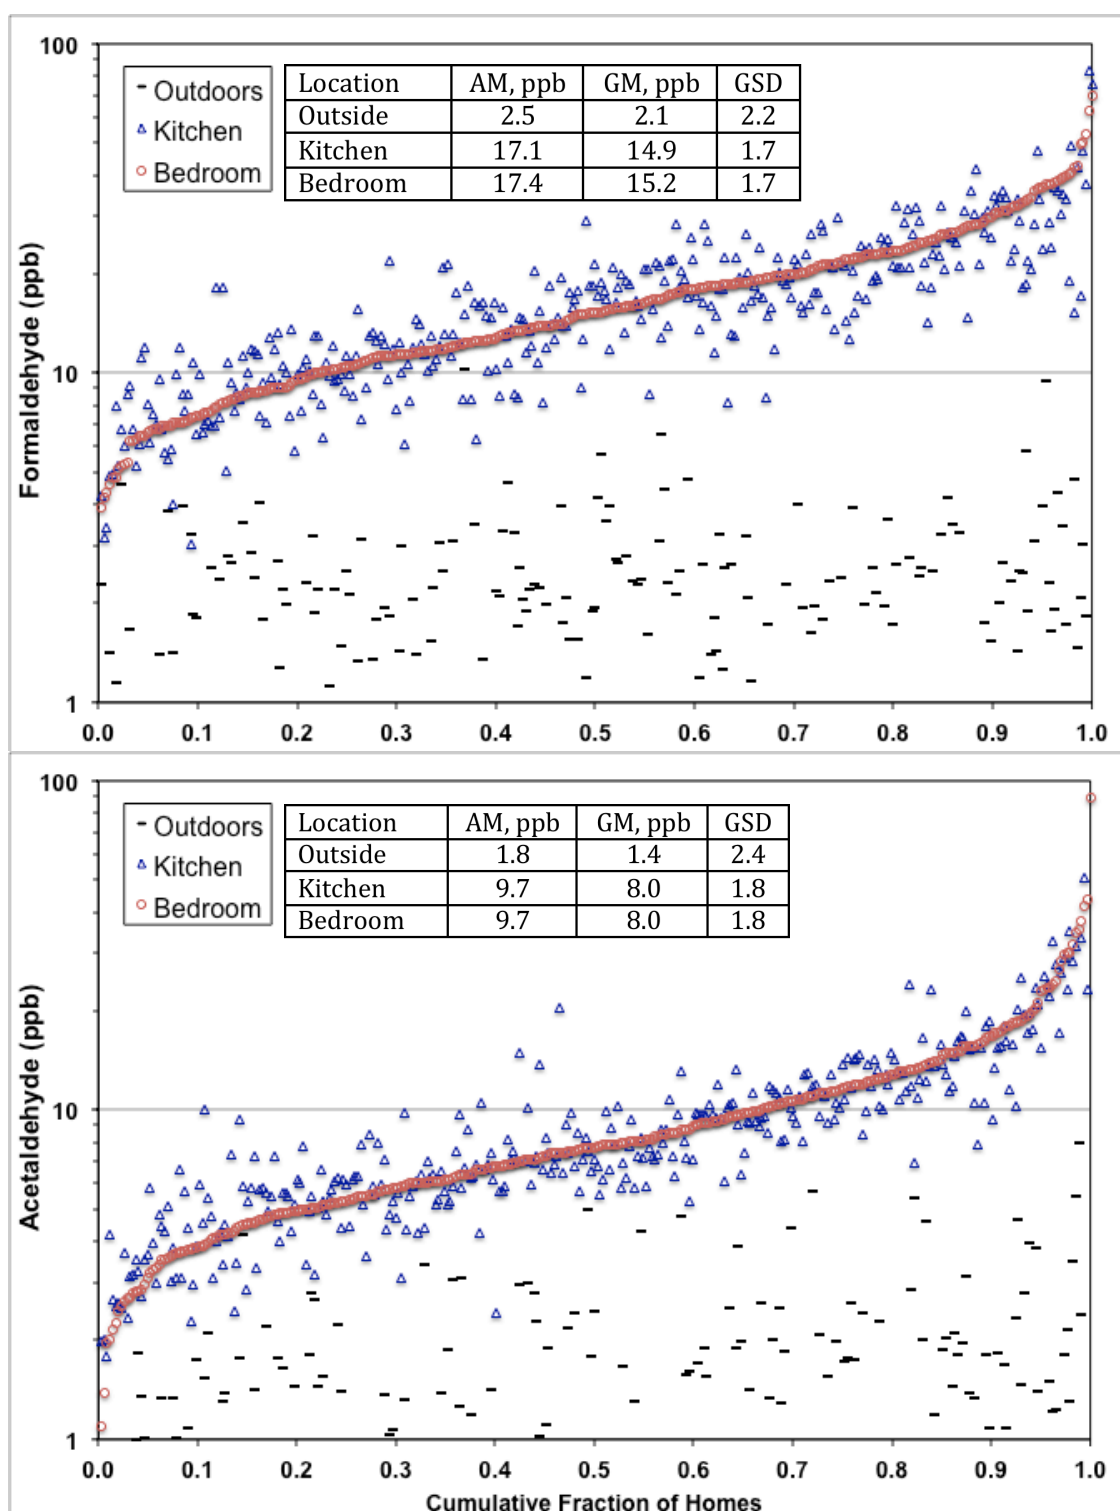 100
Outdoors
Kitchen
Bedroom
Location AM, ppb GM, ppb GSD
Outside 2.5 2.1 2.2
Kitchen 17.1 14.9 1.7
Bedroom 17.4 15.2 1.7
Formaldehyde (ppb)
10
1
0.0 0.1 0.2 0.3 0.4 0.5 0.6 0.7 0.8 0.9 1.0
100
Outdoors
Kitchen
Bedroom
Location AM, ppb GM, ppb GSD
Outside 1.8 1.4 2.4
Kitchen 9.7 8.0 1.8
Bedroom 9.7 8.0 1.8
Acetaldehyde (ppb)
10
1
0.0 0.1 0.2 0.3 0.4 0.5 0.6 0.7 0.8 0.9 1.0
Cumulative Fraction of Homes